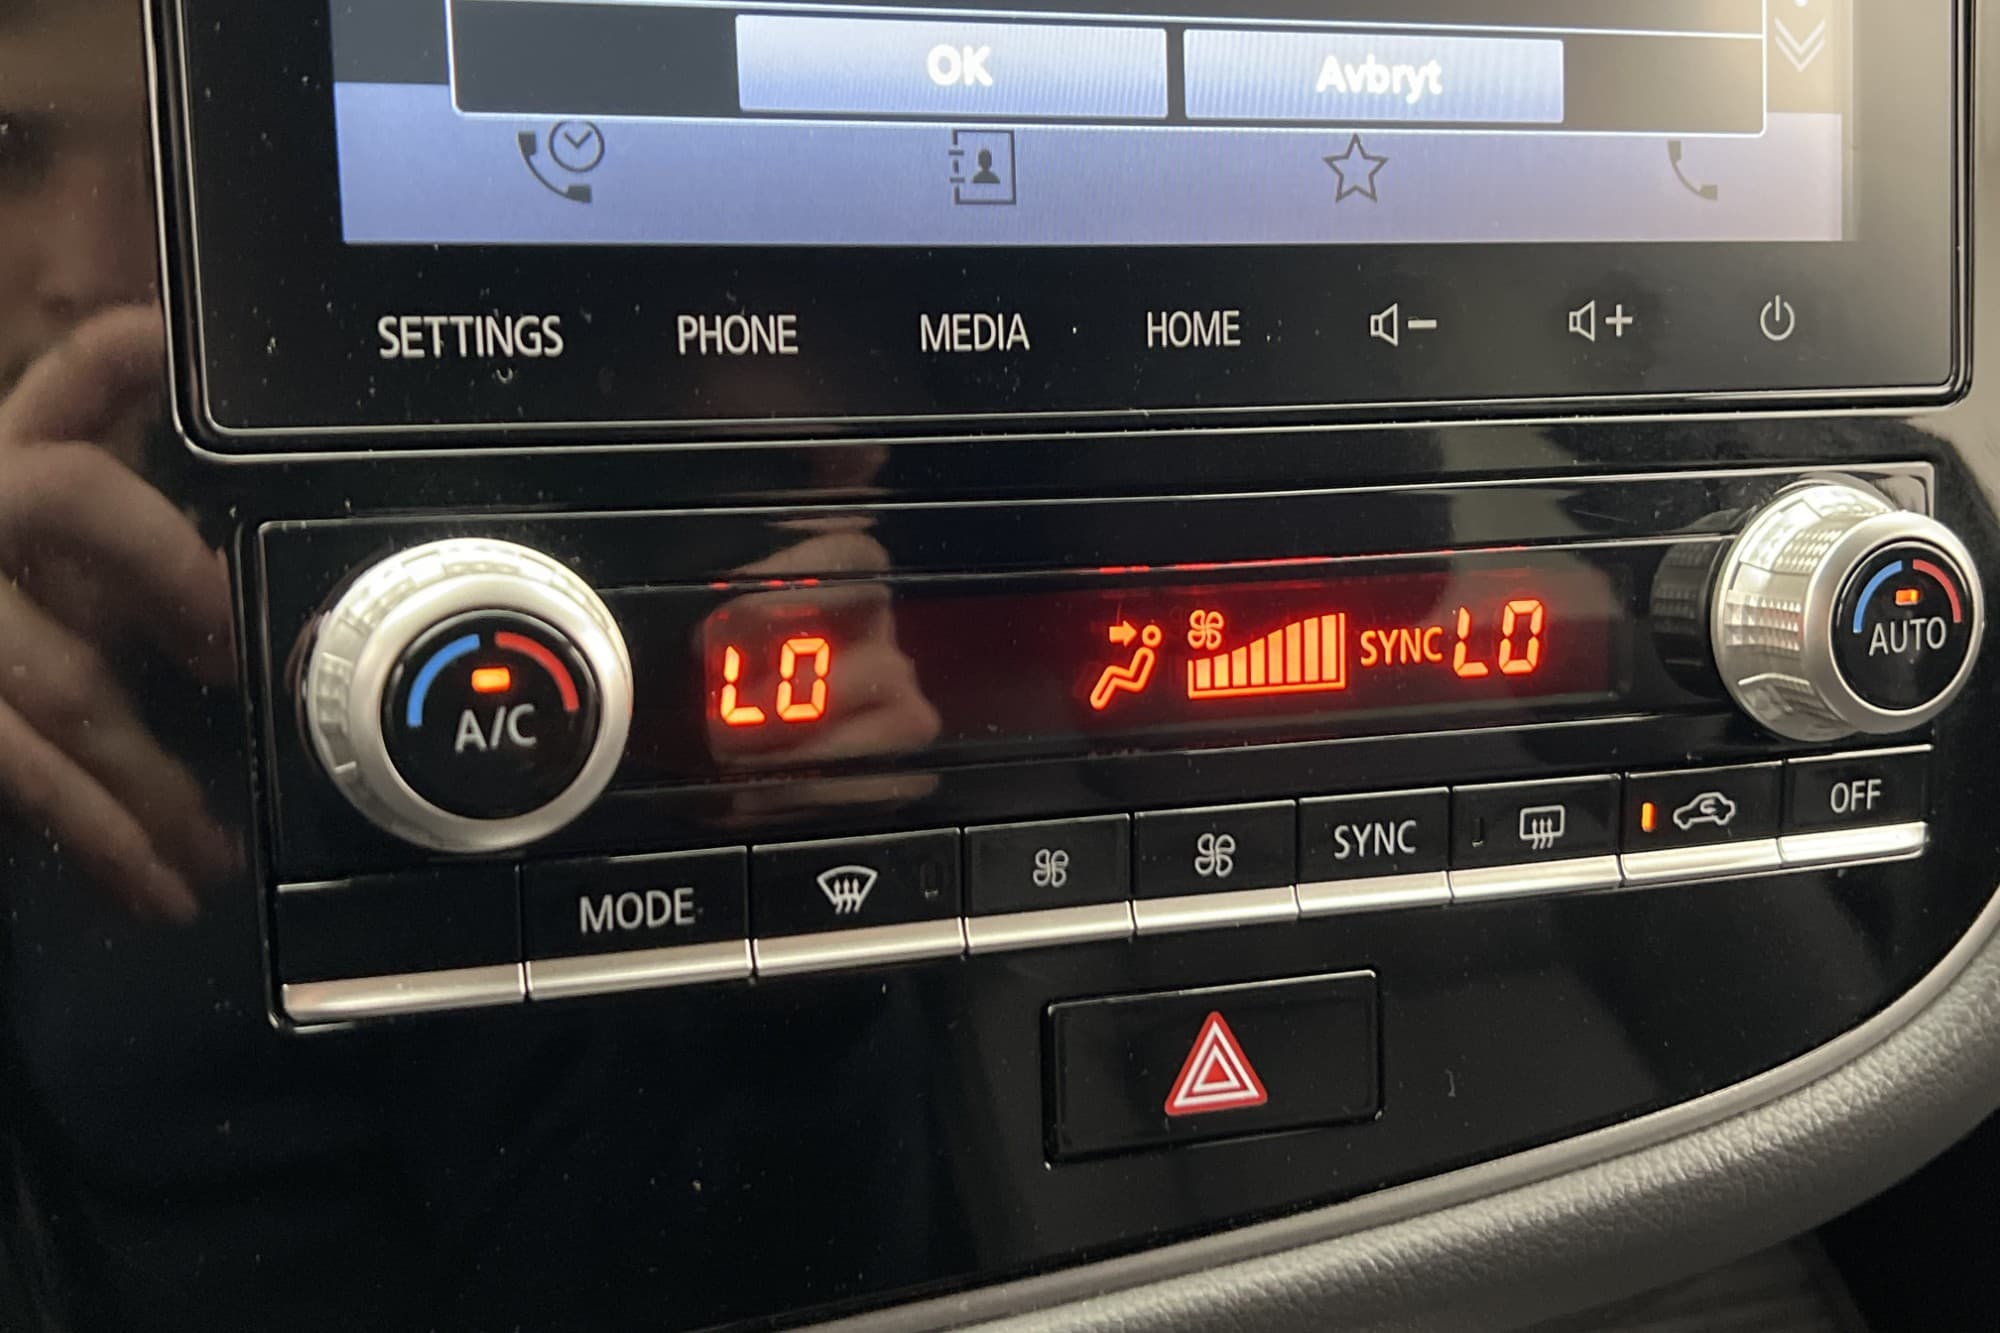 OK Avbryt
SETTINGS PHONE MEDIA HOME
A/C LO SYNC LO AUTO
MODE SYNC OFF